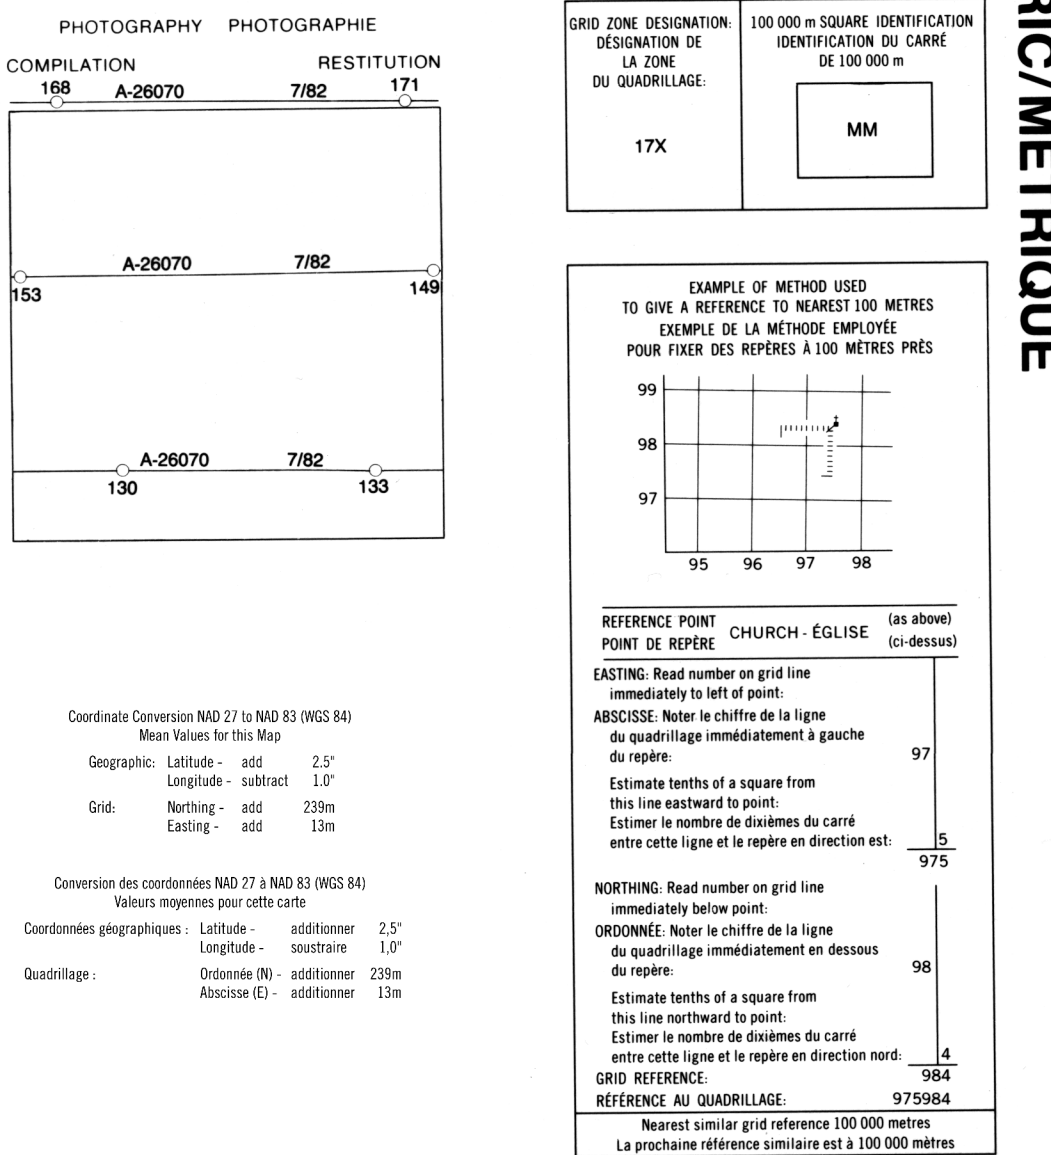 PHOTOGRAPHY PHOTOGRAPHIE
COMPILATION RESTITUTION
168 A-26070 7/82 171
A-26070 7/82
153 149
A-26070 7/82
130 133
Coordinate Conversion NAD 27 to NAD 83 (WGS 84)
Mean Values for this Map
Geographic: Latitude - add 2.5"
Longitude - subtract 1.0"
Grid: Northing - add 239m
Easting - add 13m
Conversion des coordonnées NAD 27 à NAD 83 (WGS 84)
Valeurs moyennes pour cette carte
Coordonnées géographiques : Latitude - additionner 2,5"
Longitude - soustraire 1,0"
Quadrillage : Ordonnée (N) - additionner 239m
Abscisse (E) - additionner 13m
GRID ZONE DESIGNATION:
DÉSIGNATION DE
LA ZONE
DU QUADRILLAGE:
17X
100 000 m SQUARE IDENTIFICATION
IDENTIFICATION DU CARRÉ
DE 100 000 m
MM
EXAMPLE OF METHOD USED
TO GIVE A REFERENCE TO NEAREST 100 METRES
EXEMPLE DE LA MÉTHODE EMPLOYÉE
POUR FIXER DES REPÈRES À 100 MÈTRES PRÈS
99
98
97
95 96 97 98
REFERENCE POINT
POINT DE REPÈRE
CHURCH - ÉGLISE
(as above)
(ci-dessus)
EASTING: Read number on grid line
immediately to left of point:
ABSCISSE: Noter le chiffre de la ligne
du quadrillage immédiatement à gauche
du repère: 97
Estimate tenths of a square from
this line eastward to point:
Estimer le nombre de dixièmes du carré
entre cette ligne et le repère en direction est: 5
975
NORTHING: Read number on grid line
immediately below point:
ORDONNÉE: Noter le chiffre de la ligne
du quadrillage immédiatement en dessous
du repère: 98
Estimate tenths of a square from
this line northward to point:
Estimer le nombre de dixièmes du carré
entre cette ligne et le repère en direction nord: 4
GRID REFERENCE: 984
RÉFÉRENCE AU QUADRILLAGE: 975984
Nearest similar grid reference 100 000 metres
La prochaine référence similaire est à 100 000 mètres
RIC/METRIQUE